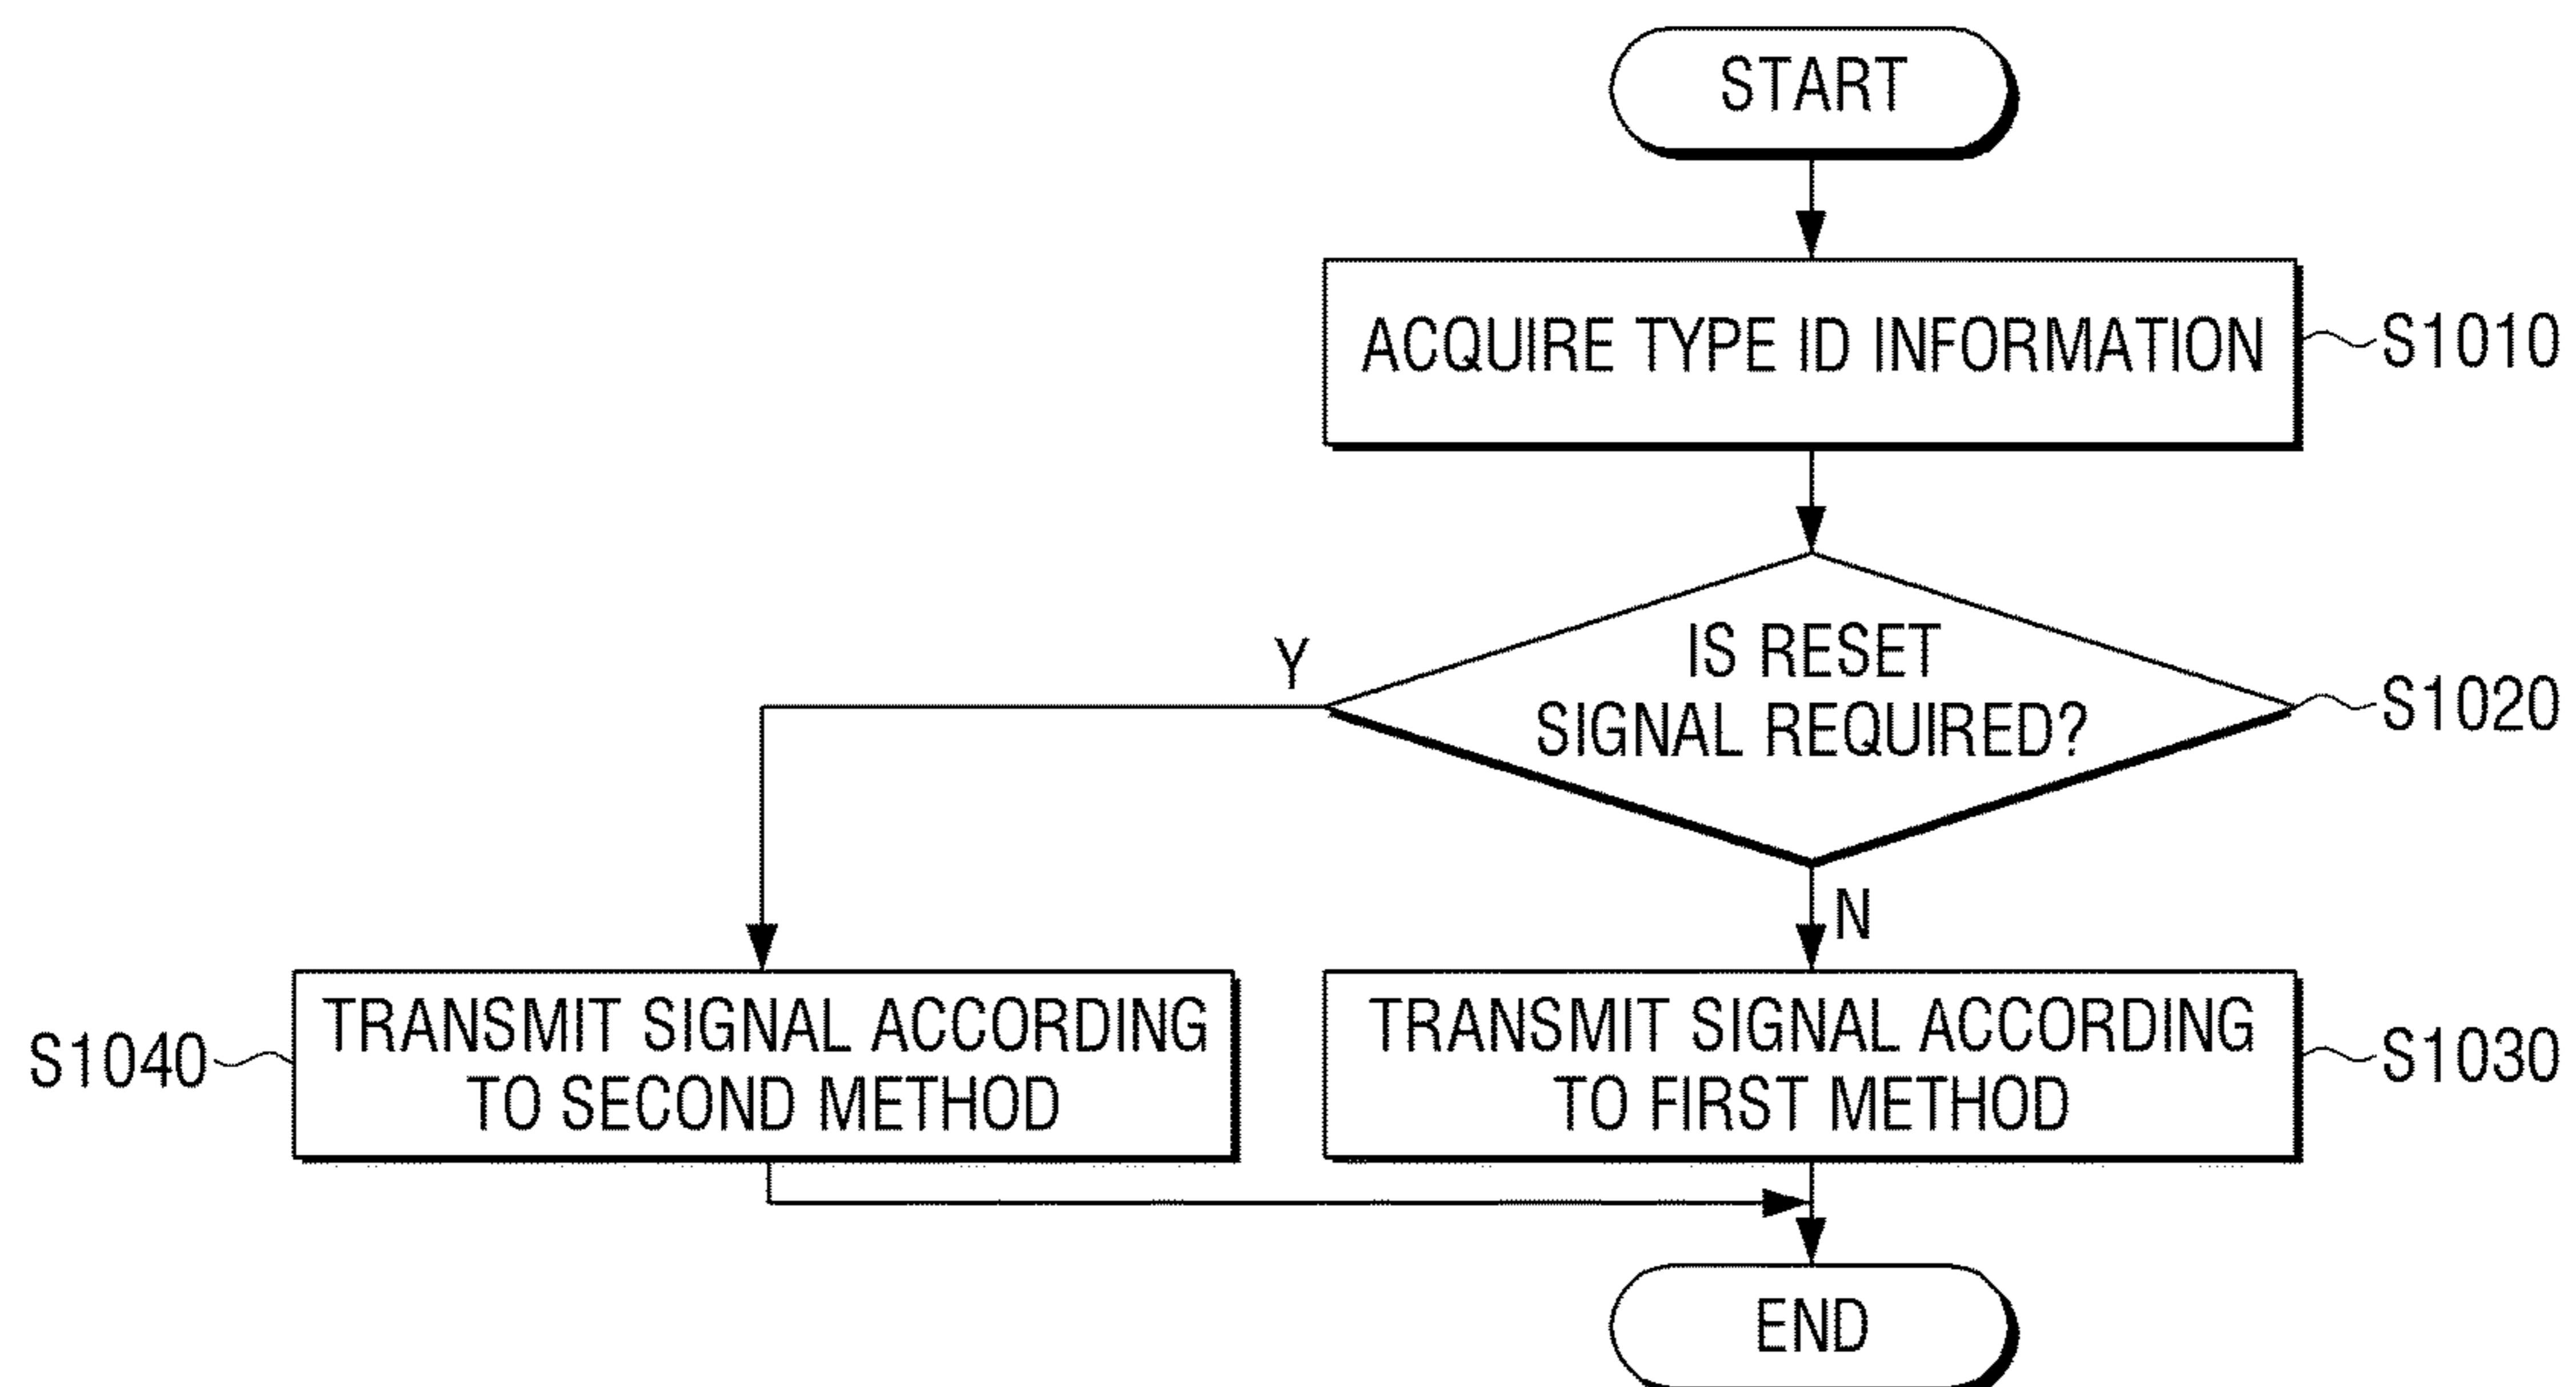 START
ACQUIRE TYPE ID INFORMATION
S1010
IS RESET
SIGNAL REQUIRED?
S1020
Y
N
S1040
TRANSMIT SIGNAL ACCORDING
TO SECOND METHOD
TRANSMIT SIGNAL ACCORDING
TO FIRST METHOD
S1030
END